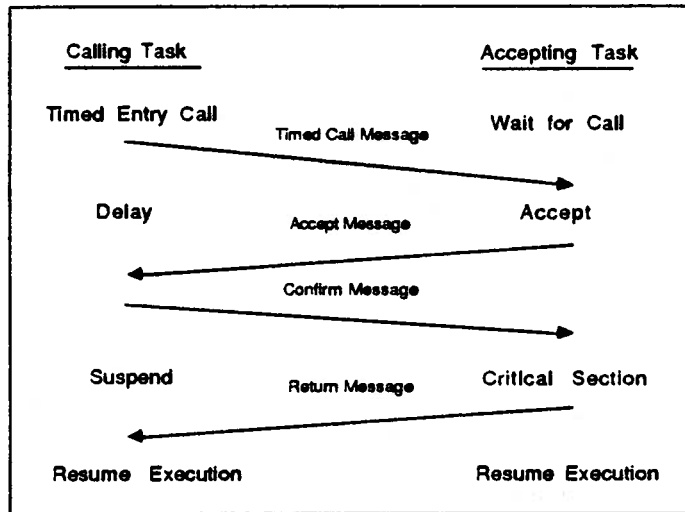 Calling Task
Accepting Task
Timed Entry Call
Timed Call Message
Wait for Call
Delay
Accept Message
Accept
Confirm Message
Suspend
Return Message
Critical Section
Resume Execution
Resume Execution